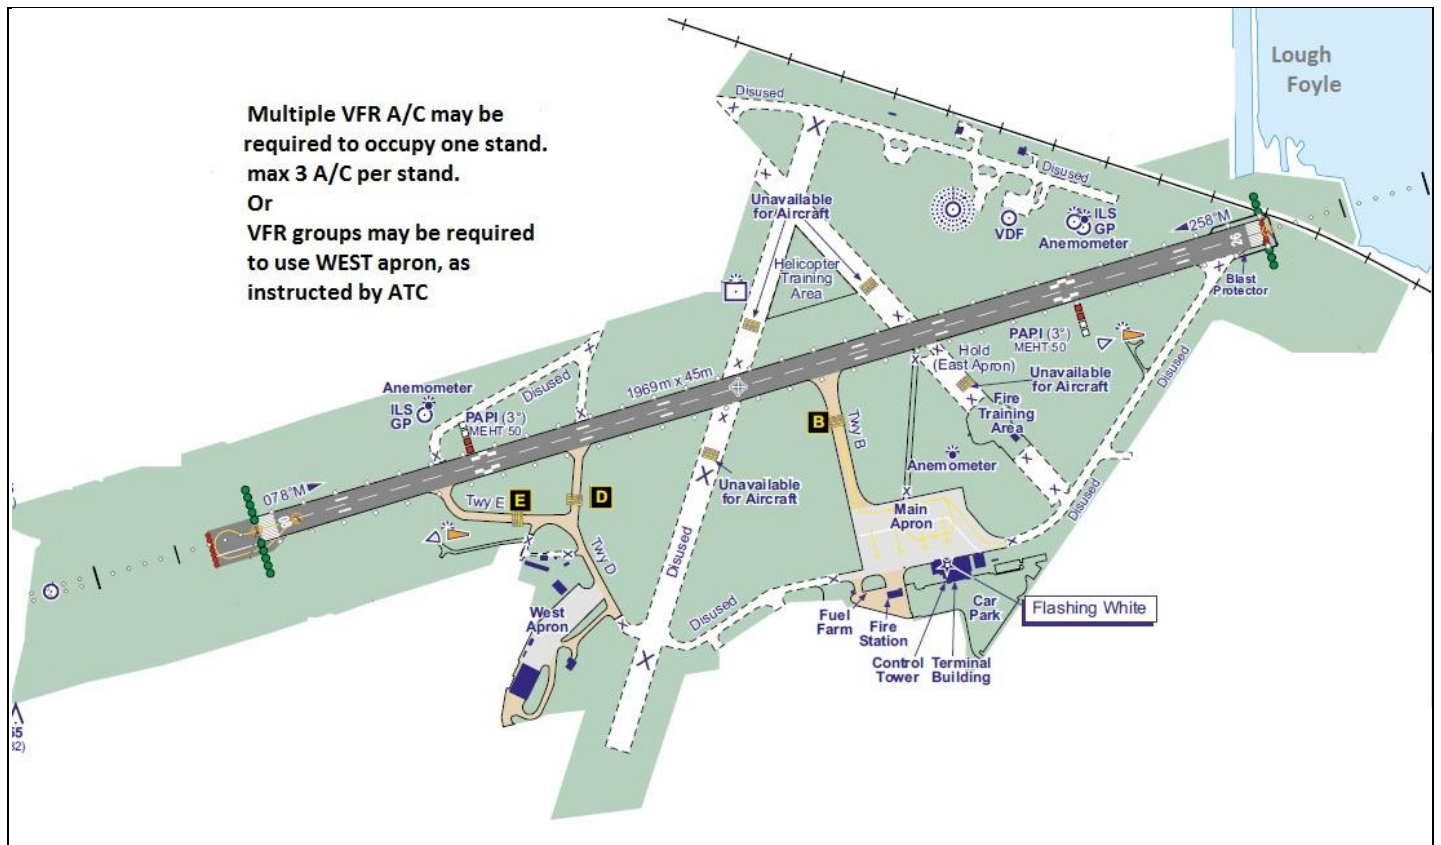 Lough
Foyle
Multiple VFR A/C may be
required to occupy one stand.
max 3 A/C per stand.
Or
VFR groups may be required
to use WEST apron, as
instructed by ATC
Disused
Disused
Unavailable
for Aircraft
VDF
ILS
GP
Anemometer
258°M
26
Blast
Protector
Helicopter
Training
Area
PAPI (3°)
MEHT 50
Hold
(East Apron)
Unavailable
for Aircraft
Disused
Fire
Training
Area
1969m x 45m
Disused
Anemometer
ILS
GP
PAPI (3°)
MEHT 50
B
Twy B
Anemometer
Unavailable
for Aircraft
078°M
08
Twy E
E
D
Twy D
Main
Apron
Disused
Disused
Disused
West
Apron
Fuel
Farm
Fire
Station
Car
Park
Flashing White
Control
Tower
Terminal
Building